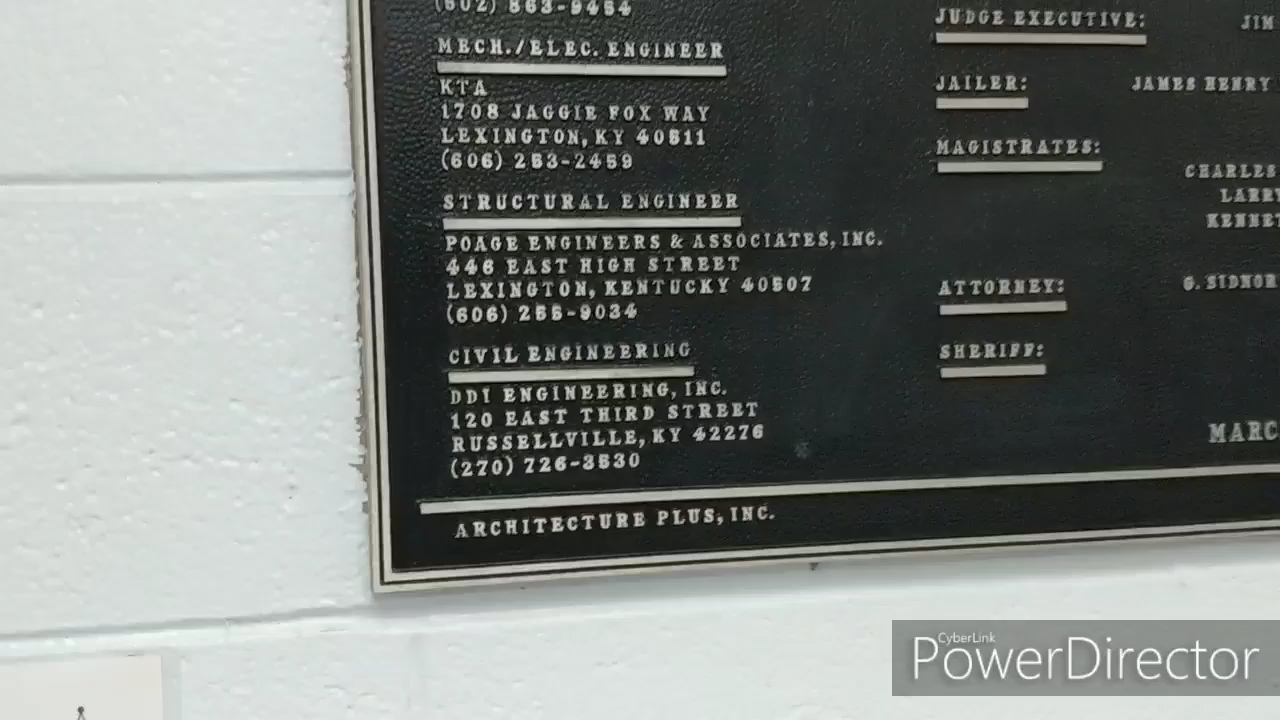 (502) 863-9454
MECH./ELEC. ENGINEER
KTA
1708 JAGGIE FOX WAY
LEXINGTON, KY 40511
(606) 253-2459
STRUCTURAL ENGINEER
POAGE ENGINEERS & ASSOCIATES, INC.
446 EAST HIGH STREET
LEXINGTON, KENTUCKY 40507
(606) 255-9034
CIVIL ENGINEERING
DDI ENGINEERING, INC.
120 EAST THIRD STREET
RUSSELLVILLE, KY 42276
(270) 726-3530
ARCHITECTURE PLUS, INC.
JUDGE EXECUTIVE: JIM
JAILER: JAMES HENRY
MAGISTRATES:
CHARLES
LARRY
ATTORNEY: G.
SHERIFF:
MARC
CyberLink
PowerDirector